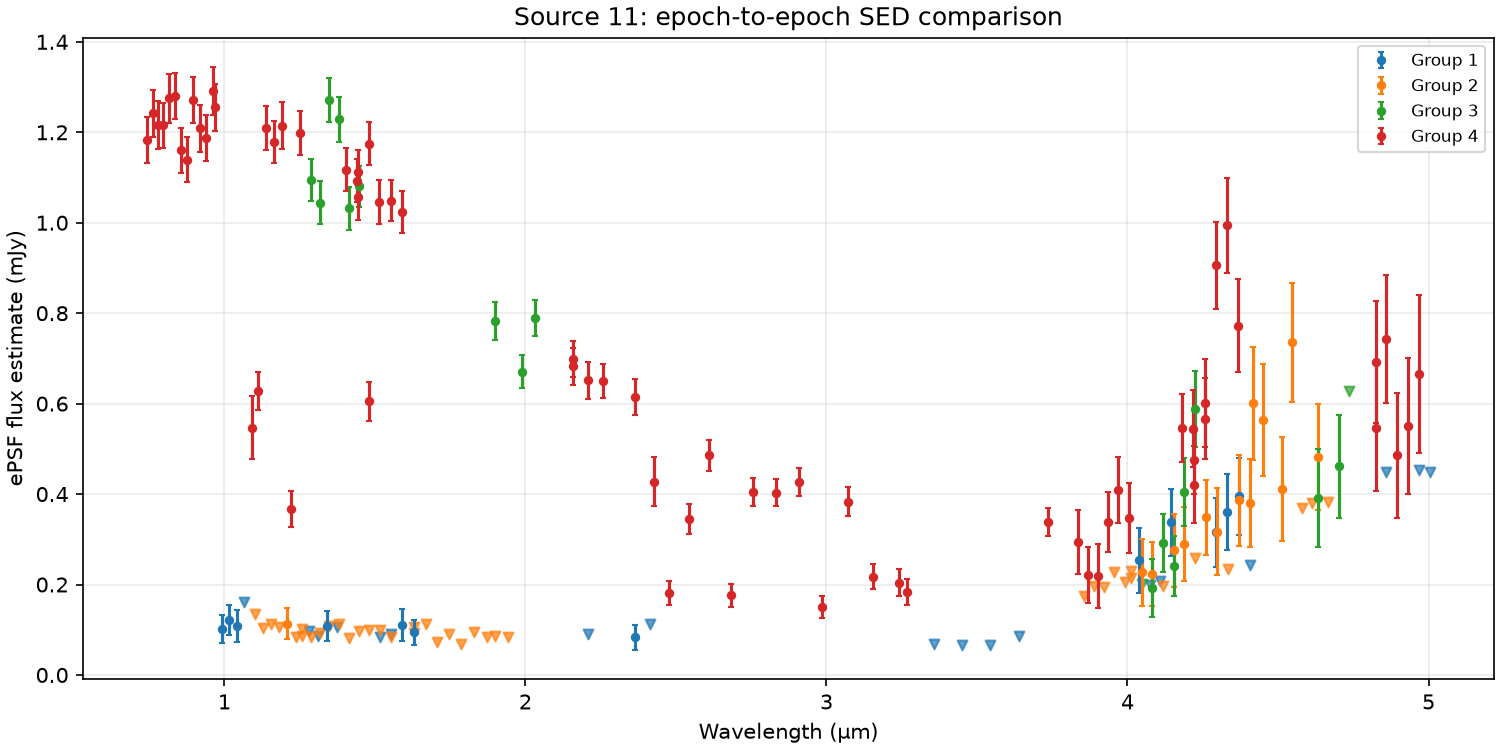 Source 11: epoch-to-epoch SED comparison
ePSF flux estimate (mJy)
1.4
1.2
1.0
0.8
0.6
0.4
0.2
0.0
Group 1
Group 2
Group 3
Group 4
1 2 3 4 5
Wavelength (μm)